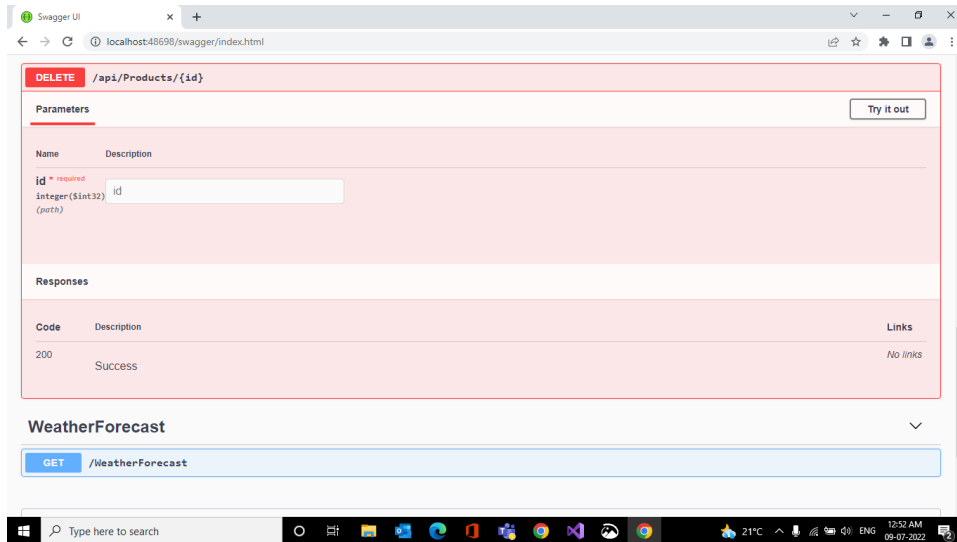 Swagger UI
localhost:48698/swagger/index.html
DELETE /api/Products/{id}
Parameters
Try it out
Name Description
id * required
integer($int32)
(path)
id
Responses
Code Description Links
200 Success No links
WeatherForecast
GET /WeatherForecast
Type here to search
21°C ENG 12:52 AM
09-07-2022
2